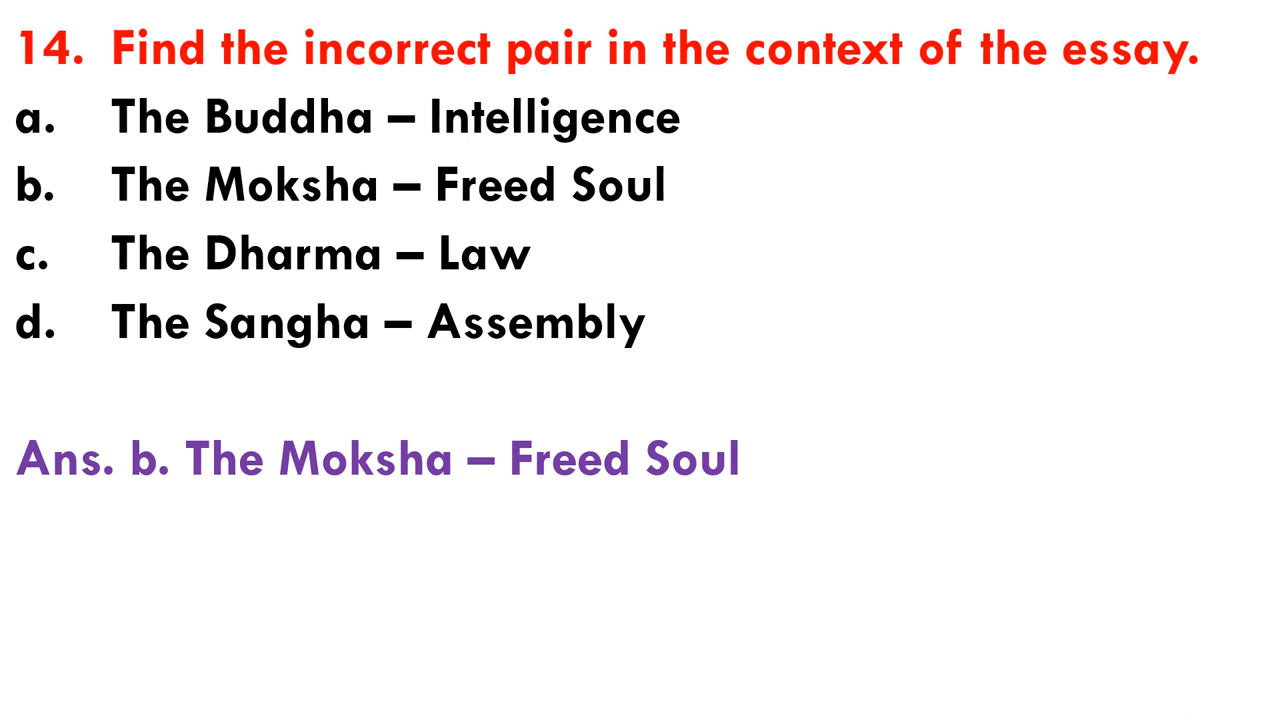 14. Find the incorrect pair in the context of the essay.
a. The Buddha – Intelligence
b. The Moksha – Freed Soul
c. The Dharma – Law
d. The Sangha – Assembly
Ans. b. The Moksha – Freed Soul